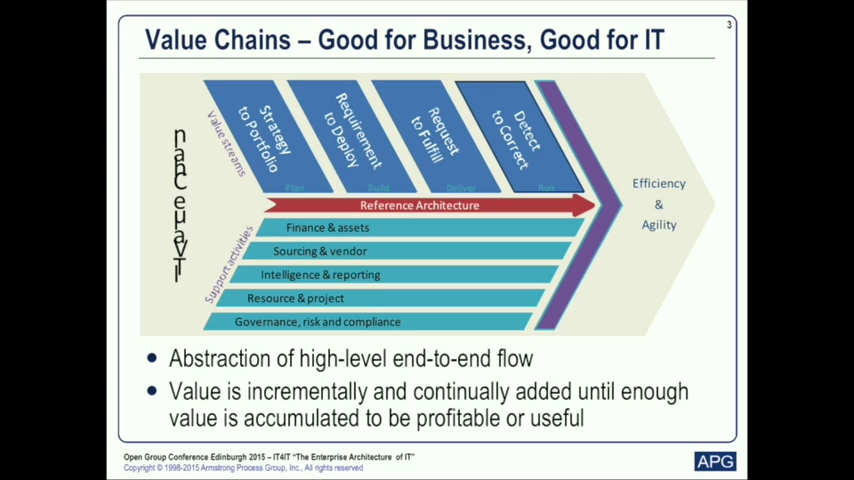 3
Value Chains – Good for Business, Good for IT
IT Value Chain
Value streams
Strategy
to Portfolio
Requirement
to Deploy
Request
to Fulfill
Detect
to Correct
Plan
Build
Deliver
Run
Reference Architecture
Efficiency
&
Agility
Support activities
Finance & assets
Sourcing & vendor
Intelligence & reporting
Resource & project
Governance, risk and compliance
• Abstraction of high-level end-to-end flow
• Value is incrementally and continually added until enough
value is accumulated to be profitable or useful
Open Group Conference Edinburgh 2015 – IT4IT "The Enterprise Architecture of IT"
Copyright © 1998-2015 Armstrong Process Group, Inc., All rights reserved
APG